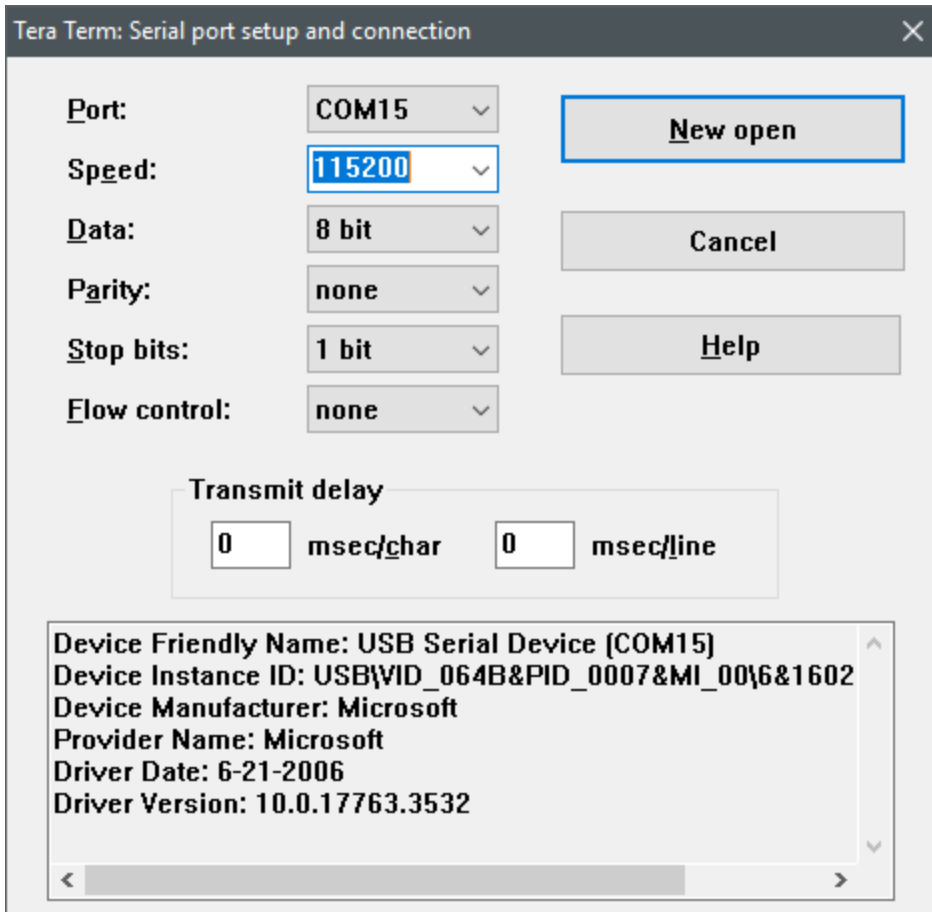 Tera Term: Serial port setup and connection
Port: COM15 New open
Speed: 115200
Data: 8 bit Cancel
Parity: none
Stop bits: 1 bit Help
Flow control: none
Transmit delay
0 msec/char 0 msec/line
Device Friendly Name: USB Serial Device (COM15)
Device Instance ID: USB\VID_064B&PID_0007&MI_00\6&1602
Device Manufacturer: Microsoft
Provider Name: Microsoft
Driver Date: 6-21-2006
Driver Version: 10.0.17763.3532